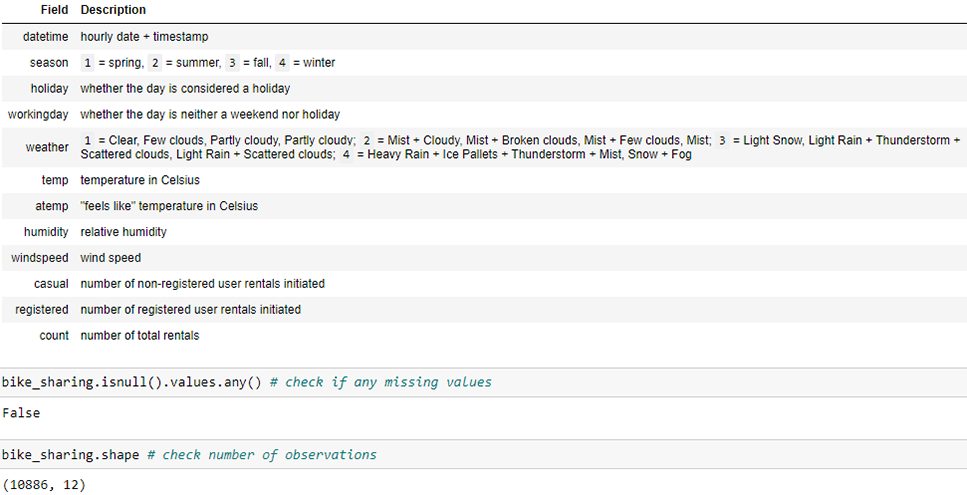 Field Description
datetime hourly date + timestamp
season 1 = spring, 2 = summer, 3 = fall, 4 = winter
holiday whether the day is considered a holiday
workingday whether the day is neither a weekend nor holiday
weather 1 = Clear, Few clouds, Partly cloudy, Partly cloudy; 2 = Mist + Cloudy, Mist + Broken clouds, Mist + Few clouds, Mist; 3 = Light Snow, Light Rain + Thunderstorm +
Scattered clouds, Light Rain + Scattered clouds; 4 = Heavy Rain + Ice Pallets + Thunderstorm + Mist, Snow + Fog
temp temperature in Celsius
atemp "feels like" temperature in Celsius
humidity relative humidity
windspeed wind speed
casual number of non-registered user rentals initiated
registered number of registered user rentals initiated
count number of total rentals
bike_sharing.isnull().values.any() # check if any missing values
False
bike_sharing.shape # check number of observations
(10886, 12)